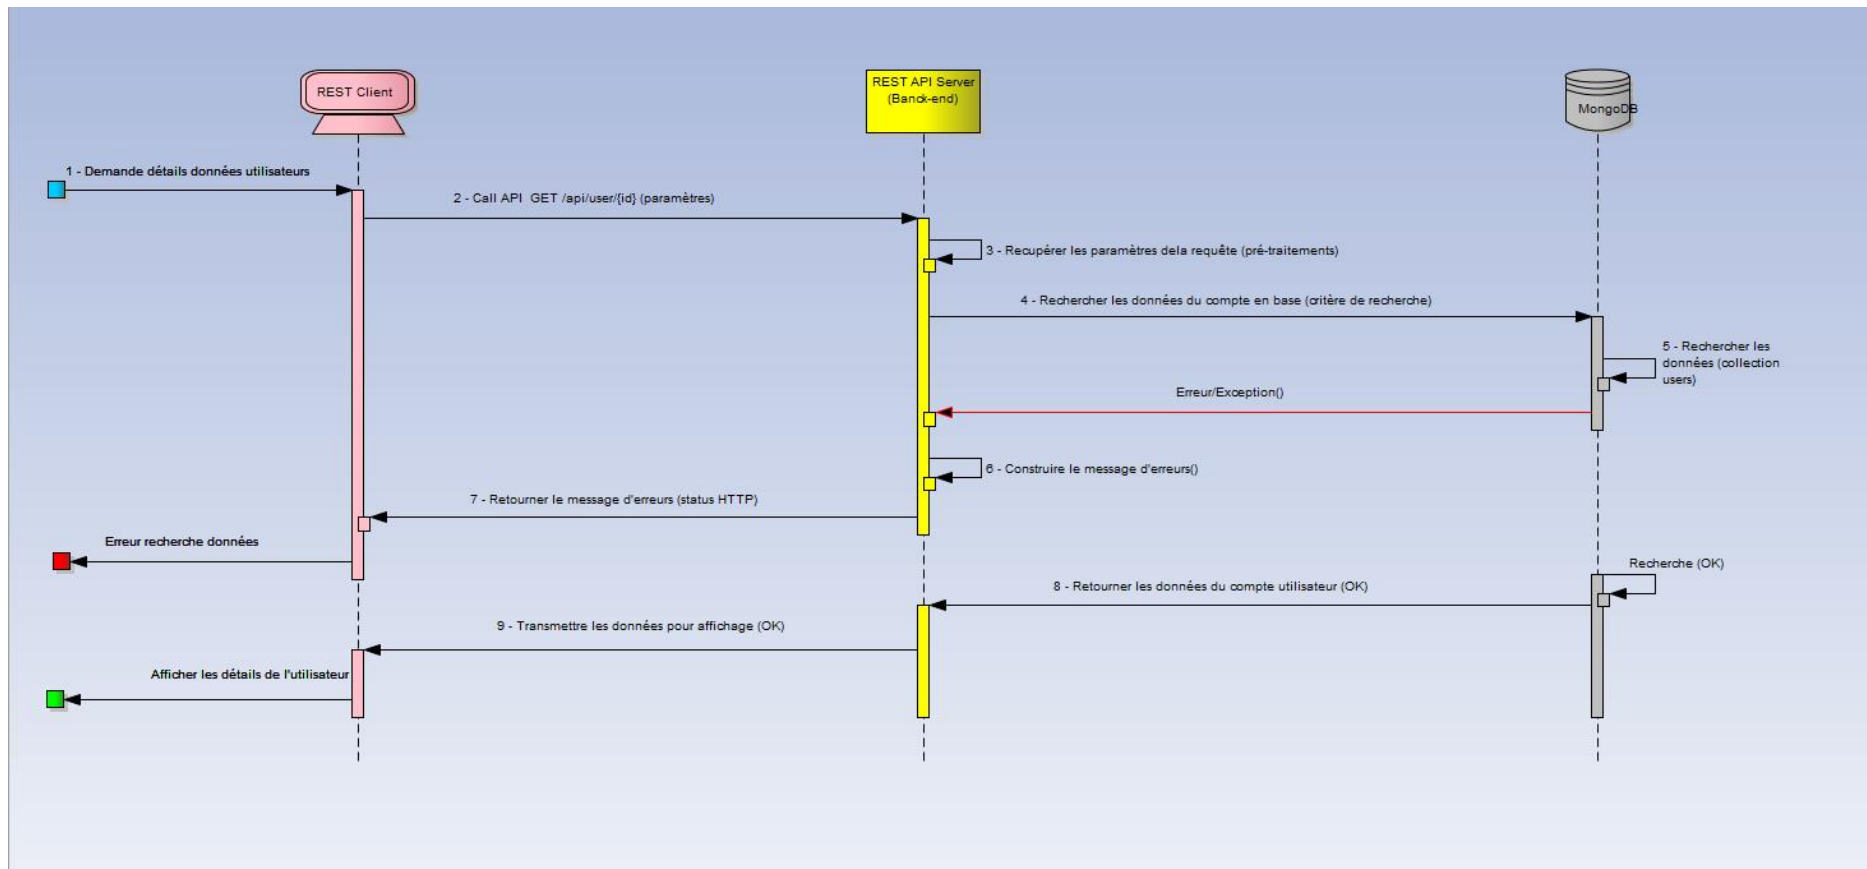 REST Client
REST API Server
(Banck-end)
MongoDB
1 - Demande détails données utilisateurs
2 - Call API  GET /api/user/{id} (paramètres)
3 - Recupérer les paramètres dela requête (pré-traitements)
4 - Rechercher les données du compte en base (critère de recherche)
5 - Rechercher les
données (collection
users)
Erreur/Exception()
6 - Construire le message d'erreurs()
7 - Retourner le message d'erreurs (status HTTP)
Erreur recherche données
Recherche (OK)
8 - Retourner les données du compte utilisateur (OK)
9 - Transmettre les données pour affichage (OK)
Afficher les détails de l'utilisateur